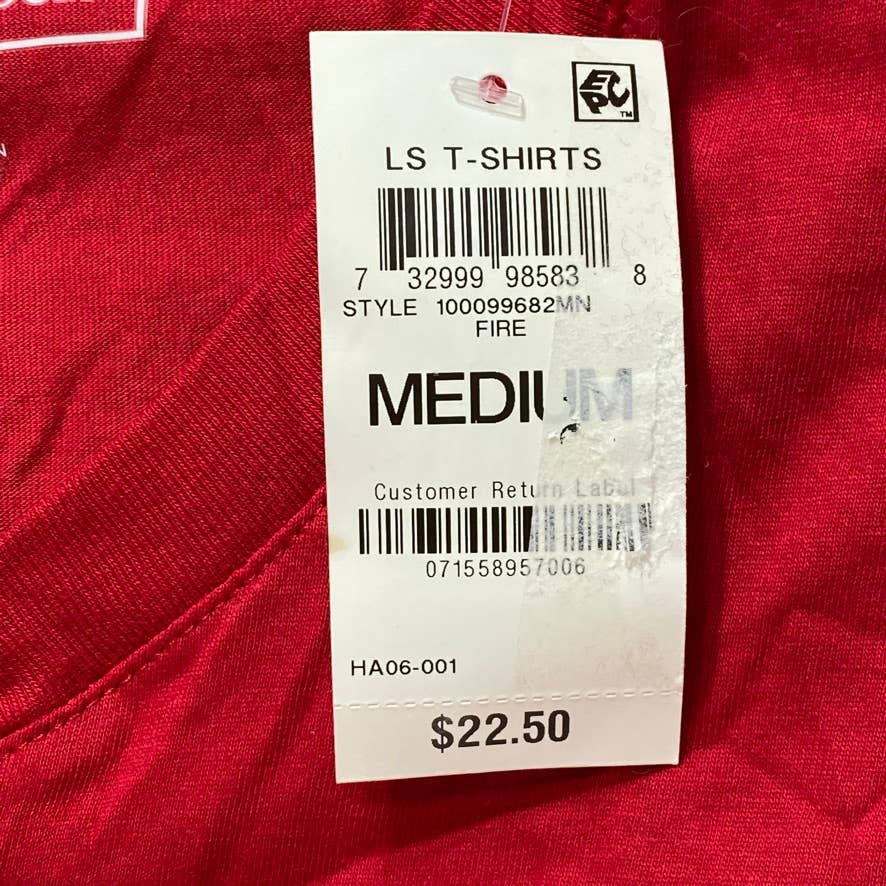 EPC
TM
LS T-SHIRTS
7 32999 98583 8
STYLE 100099682MN
FIRE
MEDIUM
Customer Return Label
071558957006
HA06-001
$22.50